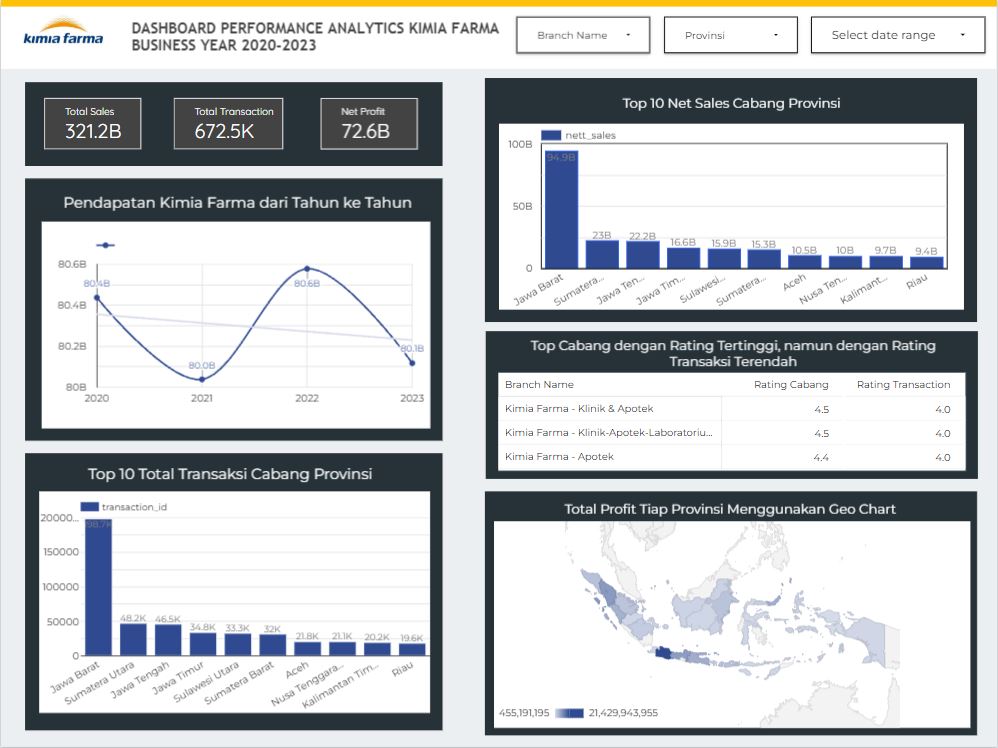 kimia farma
DASHBOARD PERFORMANCE ANALYTICS KIMIA FARMA
BUSINESS YEAR 2020-2023
Branch Name
Provinsi
Select date range
Total Sales
321.2B
Total Transaction
672.5K
Net Profit
72.6B
Pendapatan Kimia Farma dari Tahun ke Tahun
80.6B
80.4B
80.2B
80B
80.4B
80.0B
80.6B
80.1B
2020 2021 2022 2023
Top 10 Total Transaksi Cabang Provinsi
transaction_id
20000...
150000
100000
50000
0
98.7K
48.2K
46.5K
34.8K
33.3K
32K
21.8K
21.1K
20.2K
19.6K
Jawa Barat
Sumatera Utara
Jawa Tengah
Jawa Timur
Sulawesi Utara
Sumatera Barat
Aceh
Nusa Tenggara...
Kalimantan Tim...
Riau
Top 10 Net Sales Cabang Provinsi
nett_sales
100B
50B
0
94.9B
23B
22.2B
16.6B
15.9B
15.3B
10.5B
10B
9.7B
9.4B
Jawa Barat
Sumatera...
Jawa Ten...
Jawa Tim...
Sulawesi...
Sumatera...
Aceh
Nusa Ten...
Kalimant...
Riau
Top Cabang dengan Rating Tertinggi, namun dengan Rating
Transaksi Terendah
Branch Name Rating Cabang Rating Transaction
Kimia Farma - Klinik & Apotek 4.5 4.0
Kimia Farma - Klinik-Apotek-Laboratoriu... 4.5 4.0
Kimia Farma - Apotek 4.4 4.0
Total Profit Tiap Provinsi Menggunakan Geo Chart
455,191,195 21,429,943,955